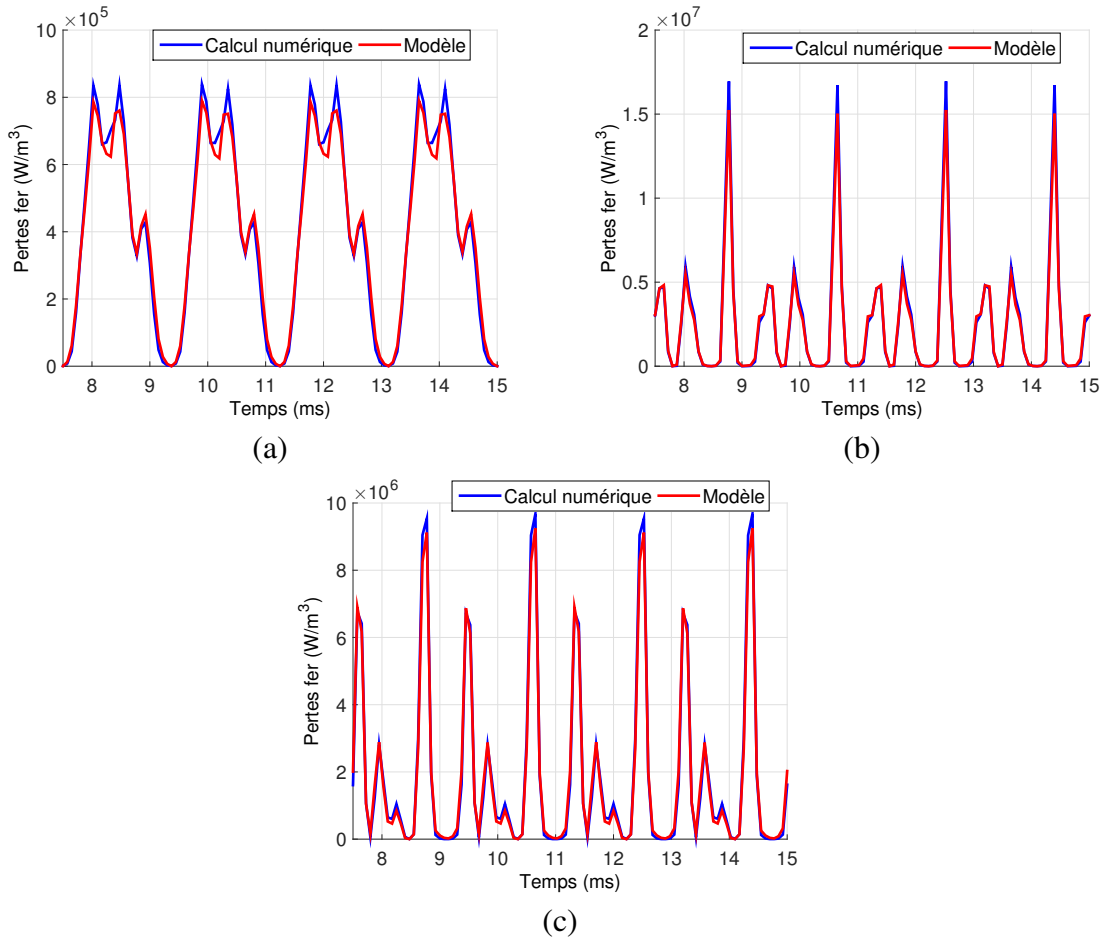 ×10⁵
Calcul numérique Modèle
Pertes fer (W/m³)
10
8
6
4
2
0
8 9 10 11 12 13 14 15
Temps (ms)
(a)
×10⁷
Calcul numérique Modèle
Pertes fer (W/m³)
2
1.5
1
0.5
0
8 9 10 11 12 13 14 15
Temps (ms)
(b)
×10⁶
Calcul numérique Modèle
Pertes fer (W/m³)
10
8
6
4
2
0
8 9 10 11 12 13 14 15
Temps (ms)
(c)